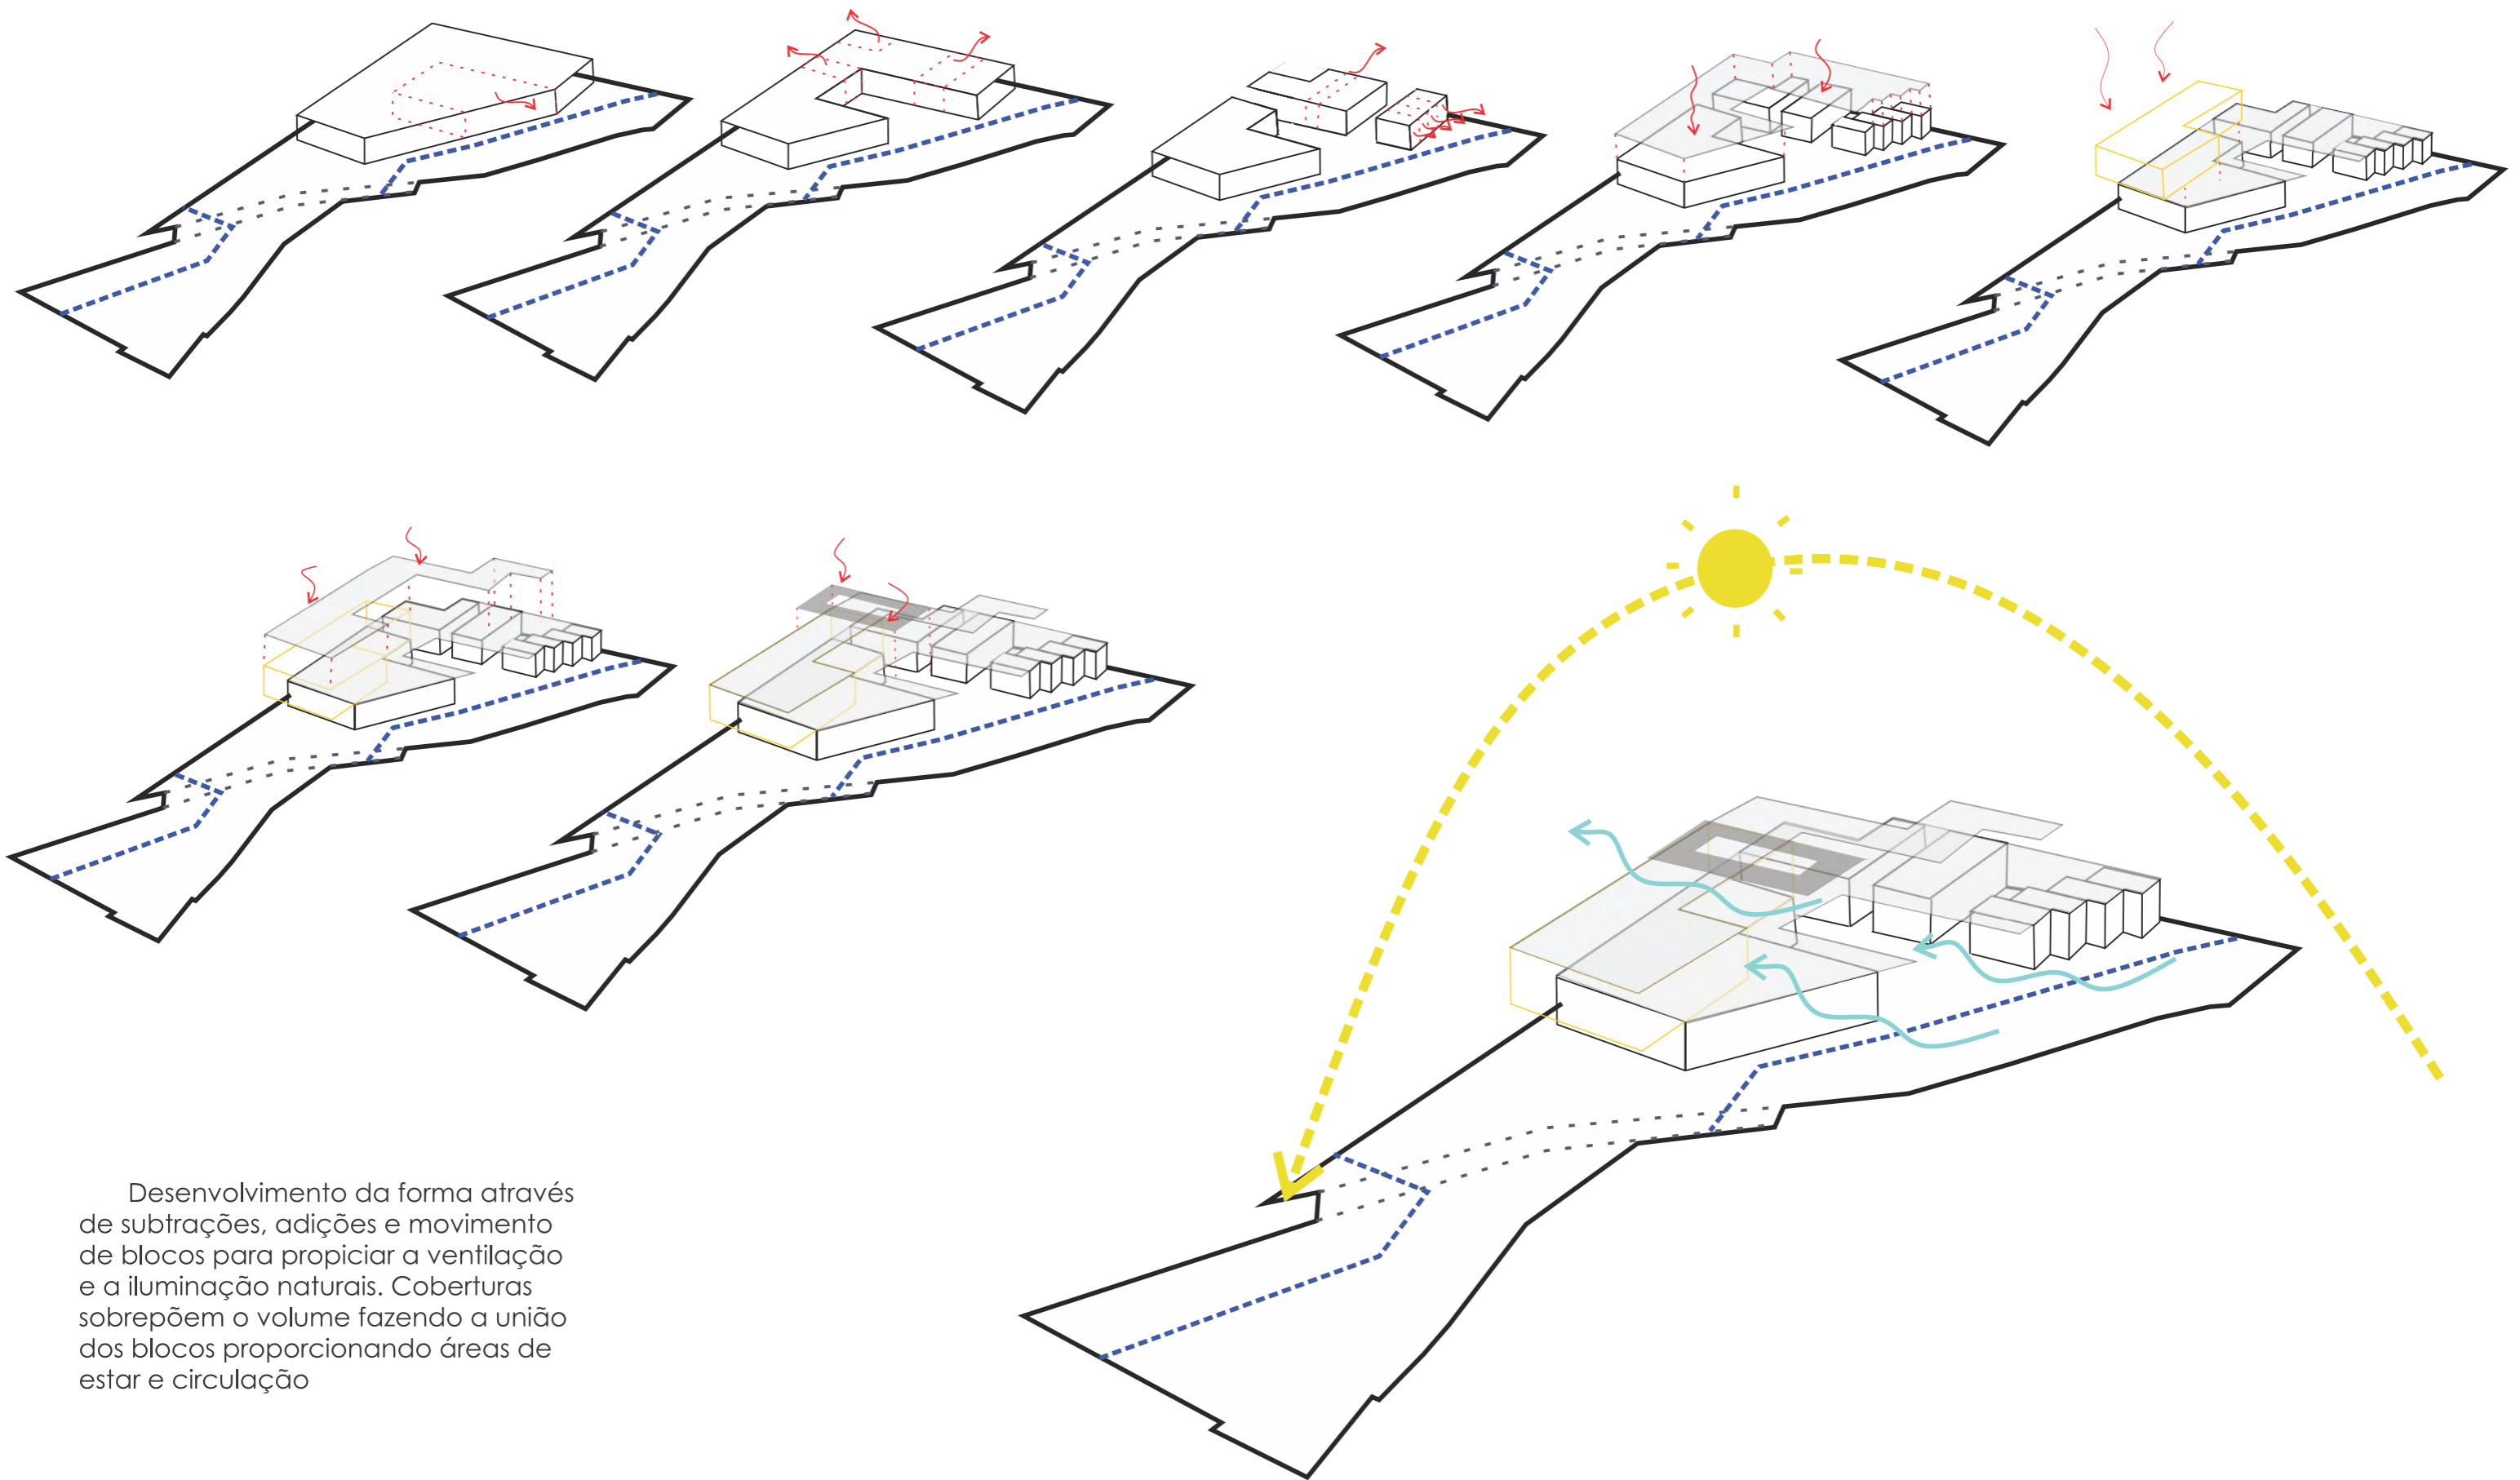 Desenvolvimento da forma através
de subtrações, adições e movimento
de blocos para propiciar a ventilação
e a iluminação naturais. Coberturas
sobrepõem o volume fazendo a união
dos blocos proporcionando áreas de
estar e circulação